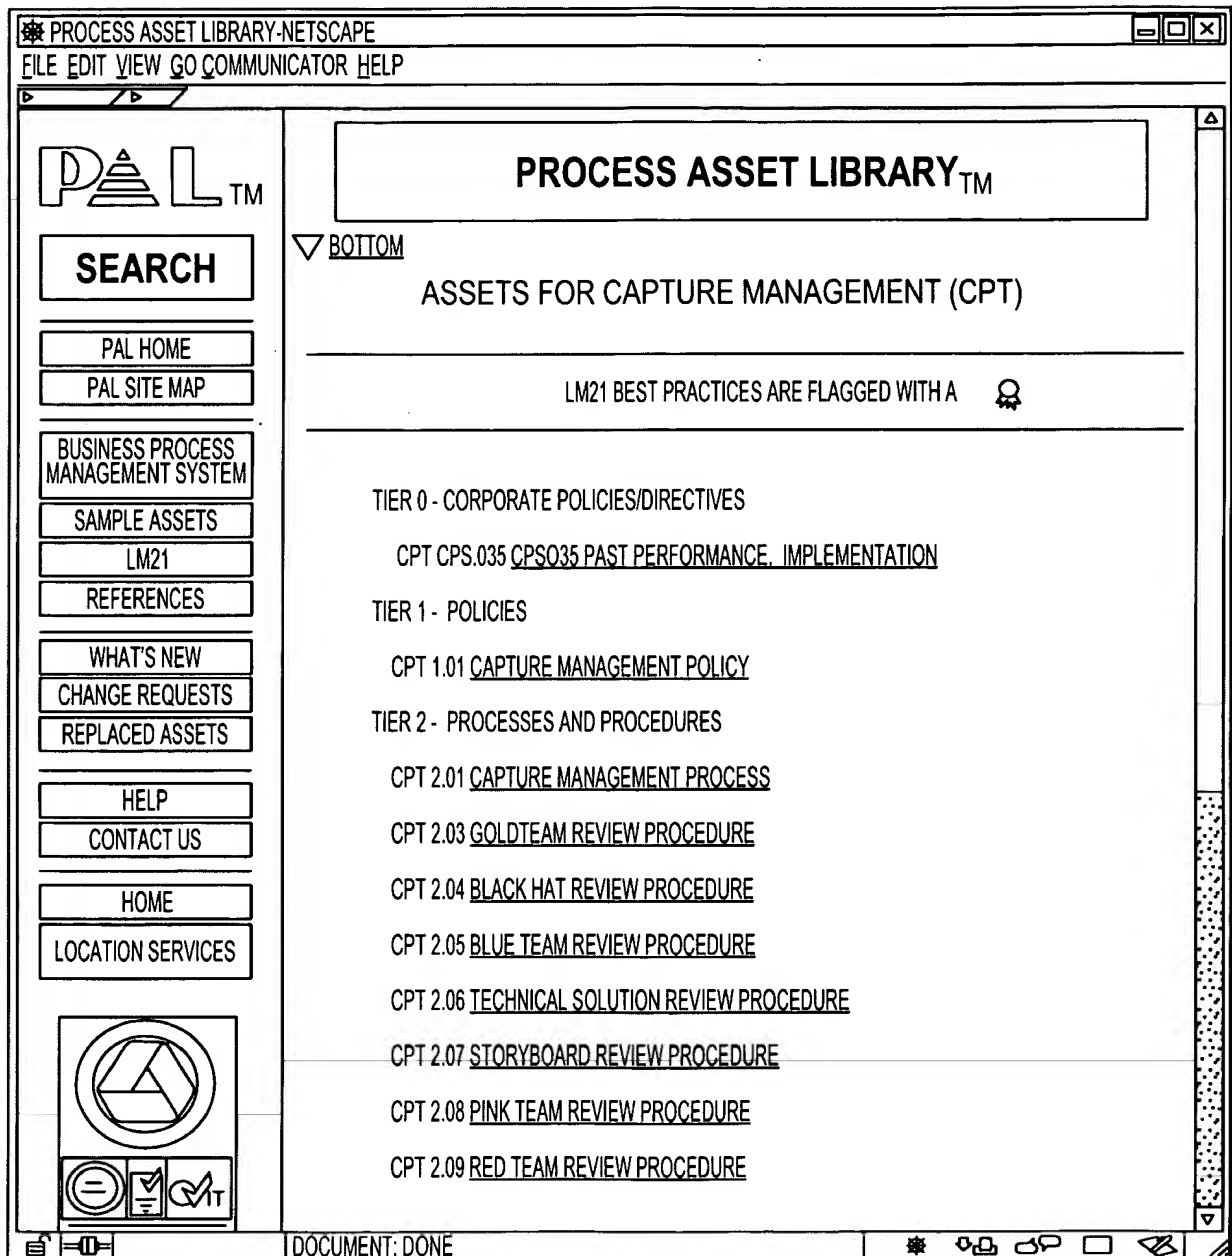 PROCESS ASSET LIBRARY-NETSCAPE
FILE EDIT VIEW GO COMMUNICATOR HELP
PAL TM
SEARCH
PAL HOME
PAL SITE MAP
BUSINESS PROCESS
MANAGEMENT SYSTEM
SAMPLE ASSETS
LM21
REFERENCES
WHAT'S NEW
CHANGE REQUESTS
REPLACED ASSETS
HELP
CONTACT US
HOME
LOCATION SERVICES
IT
PROCESS ASSET LIBRARY TM
BOTTOM
ASSETS FOR CAPTURE MANAGEMENT (CPT)
LM21 BEST PRACTICES ARE FLAGGED WITH A
TIER 0 - CORPORATE POLICIES/DIRECTIVES
CPT CPS.035 CPSO35 PAST PERFORMANCE. IMPLEMENTATION
TIER 1 - POLICIES
CPT 1.01 CAPTURE MANAGEMENT POLICY
TIER 2 - PROCESSES AND PROCEDURES
CPT 2.01 CAPTURE MANAGEMENT PROCESS
CPT 2.03 GOLDTEAM REVIEW PROCEDURE
CPT 2.04 BLACK HAT REVIEW PROCEDURE
CPT 2.05 BLUE TEAM REVIEW PROCEDURE
CPT 2.06 TECHNICAL SOLUTION REVIEW PROCEDURE
CPT 2.07 STORYBOARD REVIEW PROCEDURE
CPT 2.08 PINK TEAM REVIEW PROCEDURE
CPT 2.09 RED TEAM REVIEW PROCEDURE
DOCUMENT: DONE